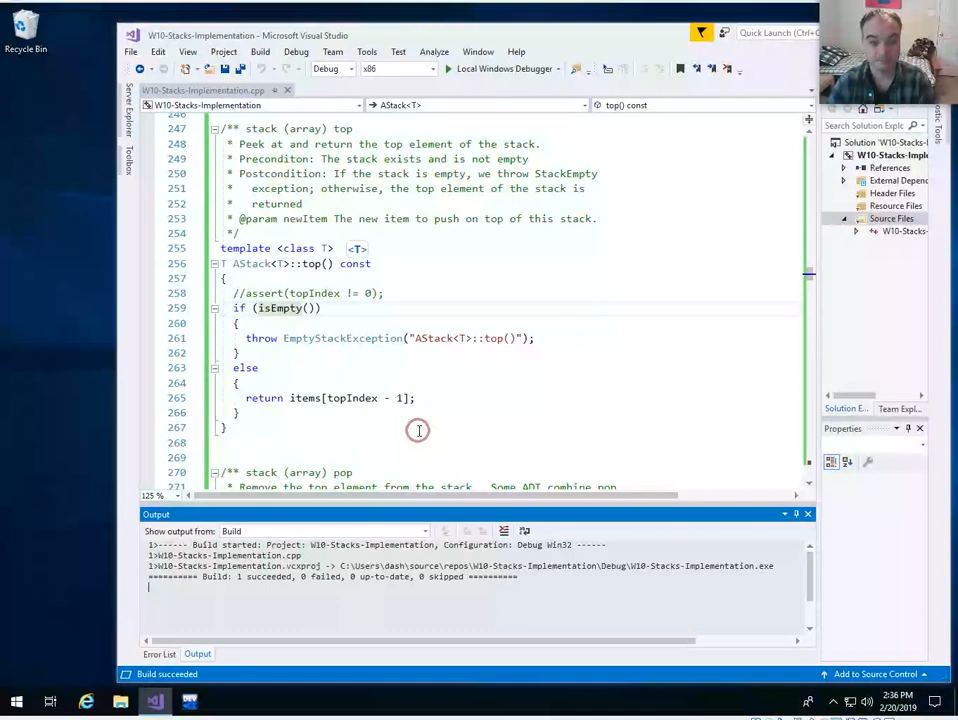 Recycle Bin
W10-Stacks-Implementation - Microsoft Visual Studio
Quick Launch (Ctrl+
File Edit View Project Build Debug Team Tools Test Analyze Window Help
Debug x86 Local Windows Debugger
Server Explorer
Toolbox
W10-Stacks-Implementation.cpp
W10-Stacks-Implementation AStack<T> top() const
246
247 /** stack (array) top
248 * Peek at and return the top element of the stack.
249 * Preconditon: The stack exists and is not empty
250 * Postcondition: If the stack is empty, we throw StackEmpty
251 * exception; otherwise, the top element of the stack is
252 * returned
253 * @param newItem The new item to push on top of this stack.
254 */
255 template <class T> <T>
256 T AStack<T>::top() const
257 {
258 //assert(topIndex != 0);
259 if (isEmpty())
260 {
261 throw EmptyStackException("AStack<T>::top()");
262 }
263 else
264 {
265 return items[topIndex - 1];
266 }
267 }
268
269
270 /** stack (array) pop
271 * Remove the top element from the stack. Some ADT combine pop
125 %
Output
Show output from: Build
1>------ Build started: Project: W10-Stacks-Implementation, Configuration: Debug Win32 ------
1>W10-Stacks-Implementation.cpp
1>W10-Stacks-Implementation.vcxproj -> C:\Users\dash\source\repos\W10-Stacks-Implementation\Debug\W10-Stacks-Implementation.exe
========== Build: 1 succeeded, 0 failed, 0 up-to-date, 0 skipped ==========
Error List Output
Build succeeded
Add to Source Control
Search Solution Explo
Solution 'W10-Stacks-
W10-Stacks-Imple
References
External Depend
Header Files
Resource Files
Source Files
W10-Stacks-
Solution E... Team Expl...
Properties
DEV
2:36 PM
2/20/2019